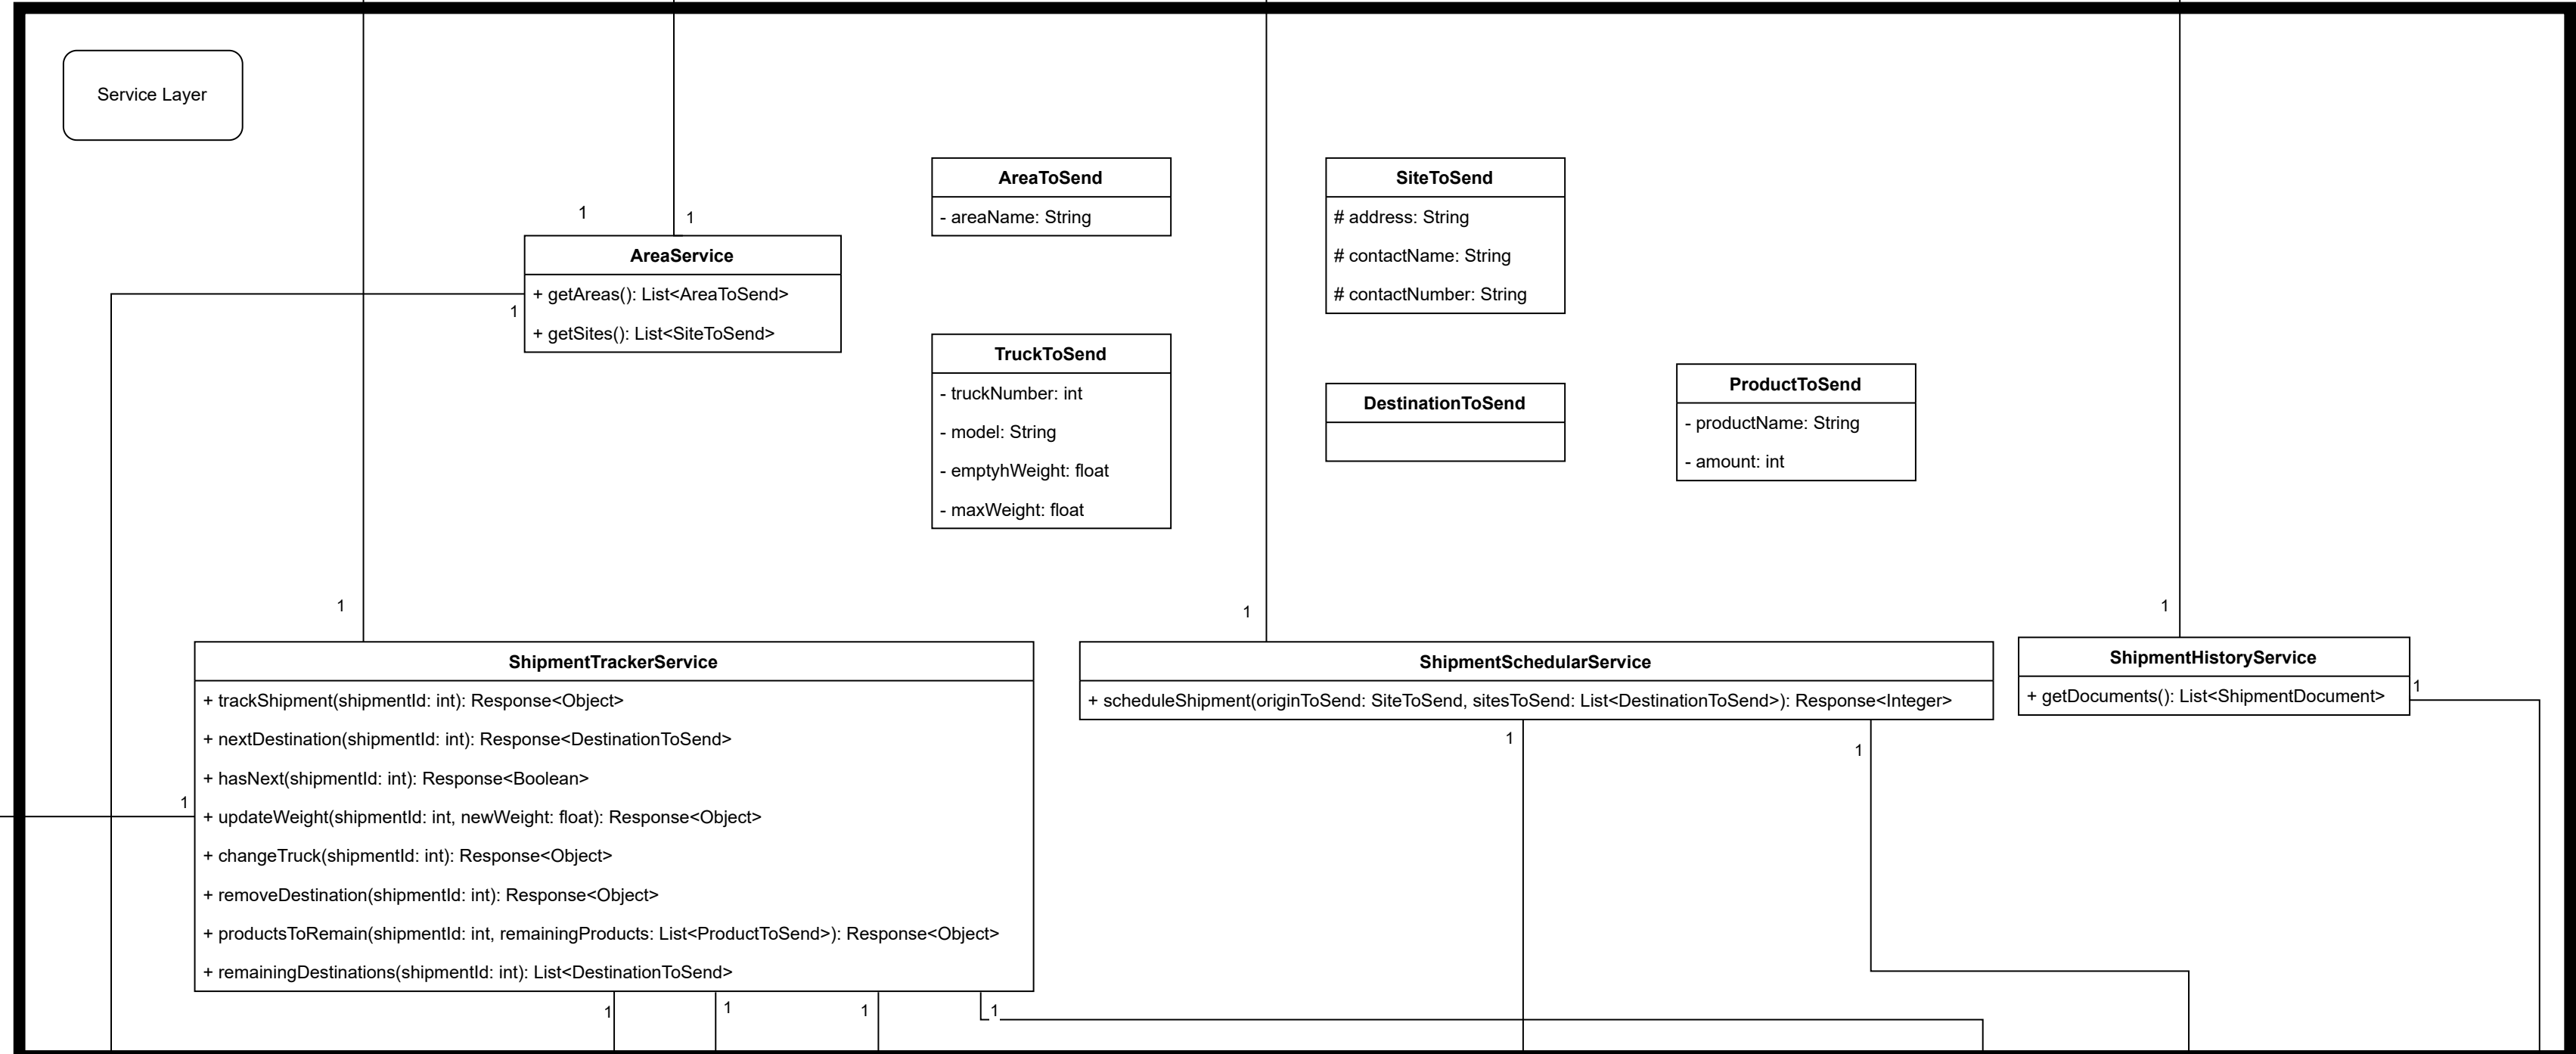 Service Layer
1
1
AreaService
+ getAreas(): List<AreaToSend>
+ getSites(): List<SiteToSend>
1
AreaToSend
- areaName: String
SiteToSend
# address: String
# contactName: String
# contactNumber: String
TruckToSend
- truckNumber: int
- model: String
- emptyhWeight: float
- maxWeight: float
DestinationToSend
ProductToSend
- productName: String
- amount: int
1
ShipmentTrackerService
+ trackShipment(shipmentId: int): Response<Object>
+ nextDestination(shipmentId: int): Response<DestinationToSend>
+ hasNext(shipmentId: int): Response<Boolean>
+ updateWeight(shipmentId: int, newWeight: float): Response<Object>
+ changeTruck(shipmentId: int): Response<Object>
+ removeDestination(shipmentId: int): Response<Object>
+ productsToRemain(shipmentId: int, remainingProducts: List<ProductToSend>): Response<Object>
+ remainingDestinations(shipmentId: int): List<DestinationToSend>
1
1
1
1
1
1
ShipmentSchedularService
+ scheduleShipment(originToSend: SiteToSend, sitesToSend: List<DestinationToSend>): Response<Integer>
1
1
1
ShipmentHistoryService
+ getDocuments(): List<ShipmentDocument>
1